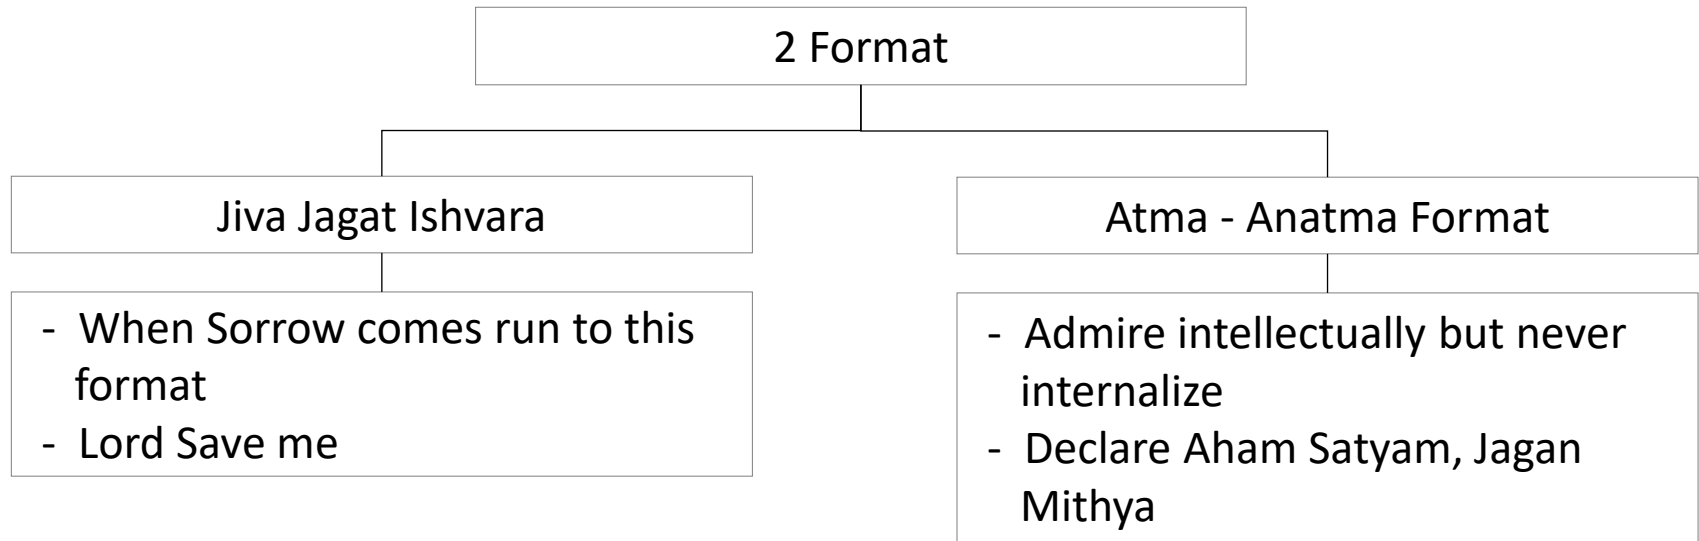 2 Format
Jiva Jagat Ishvara
Atma - Anatma Format
- When Sorrow comes run to this
format
- Lord Save me
- Admire intellectually but never
internalize
- Declare Aham Satyam, Jagan
Mithya